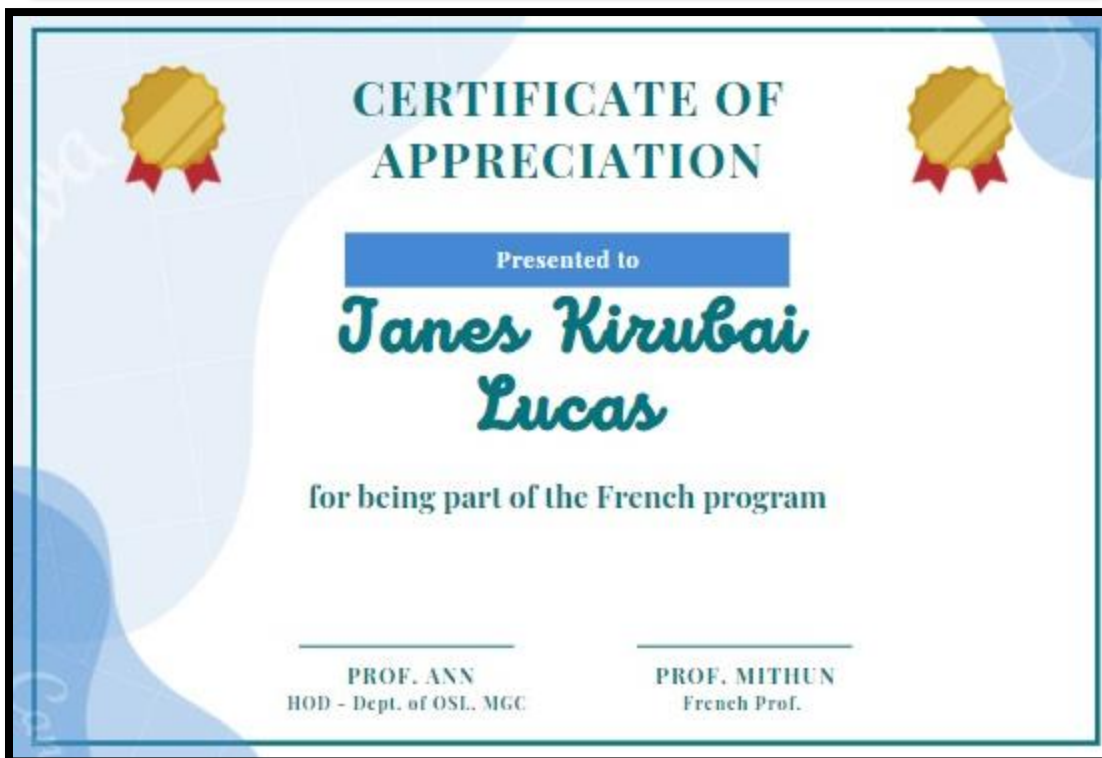 CERTIFICATE OF
APPRECIATION
Presented to
Janes Kirubai
Lucas
for being part of the French program
PROF. ANN
PROF. MITHUN
HOD - Dept. of OSL, MGC
French Prof.